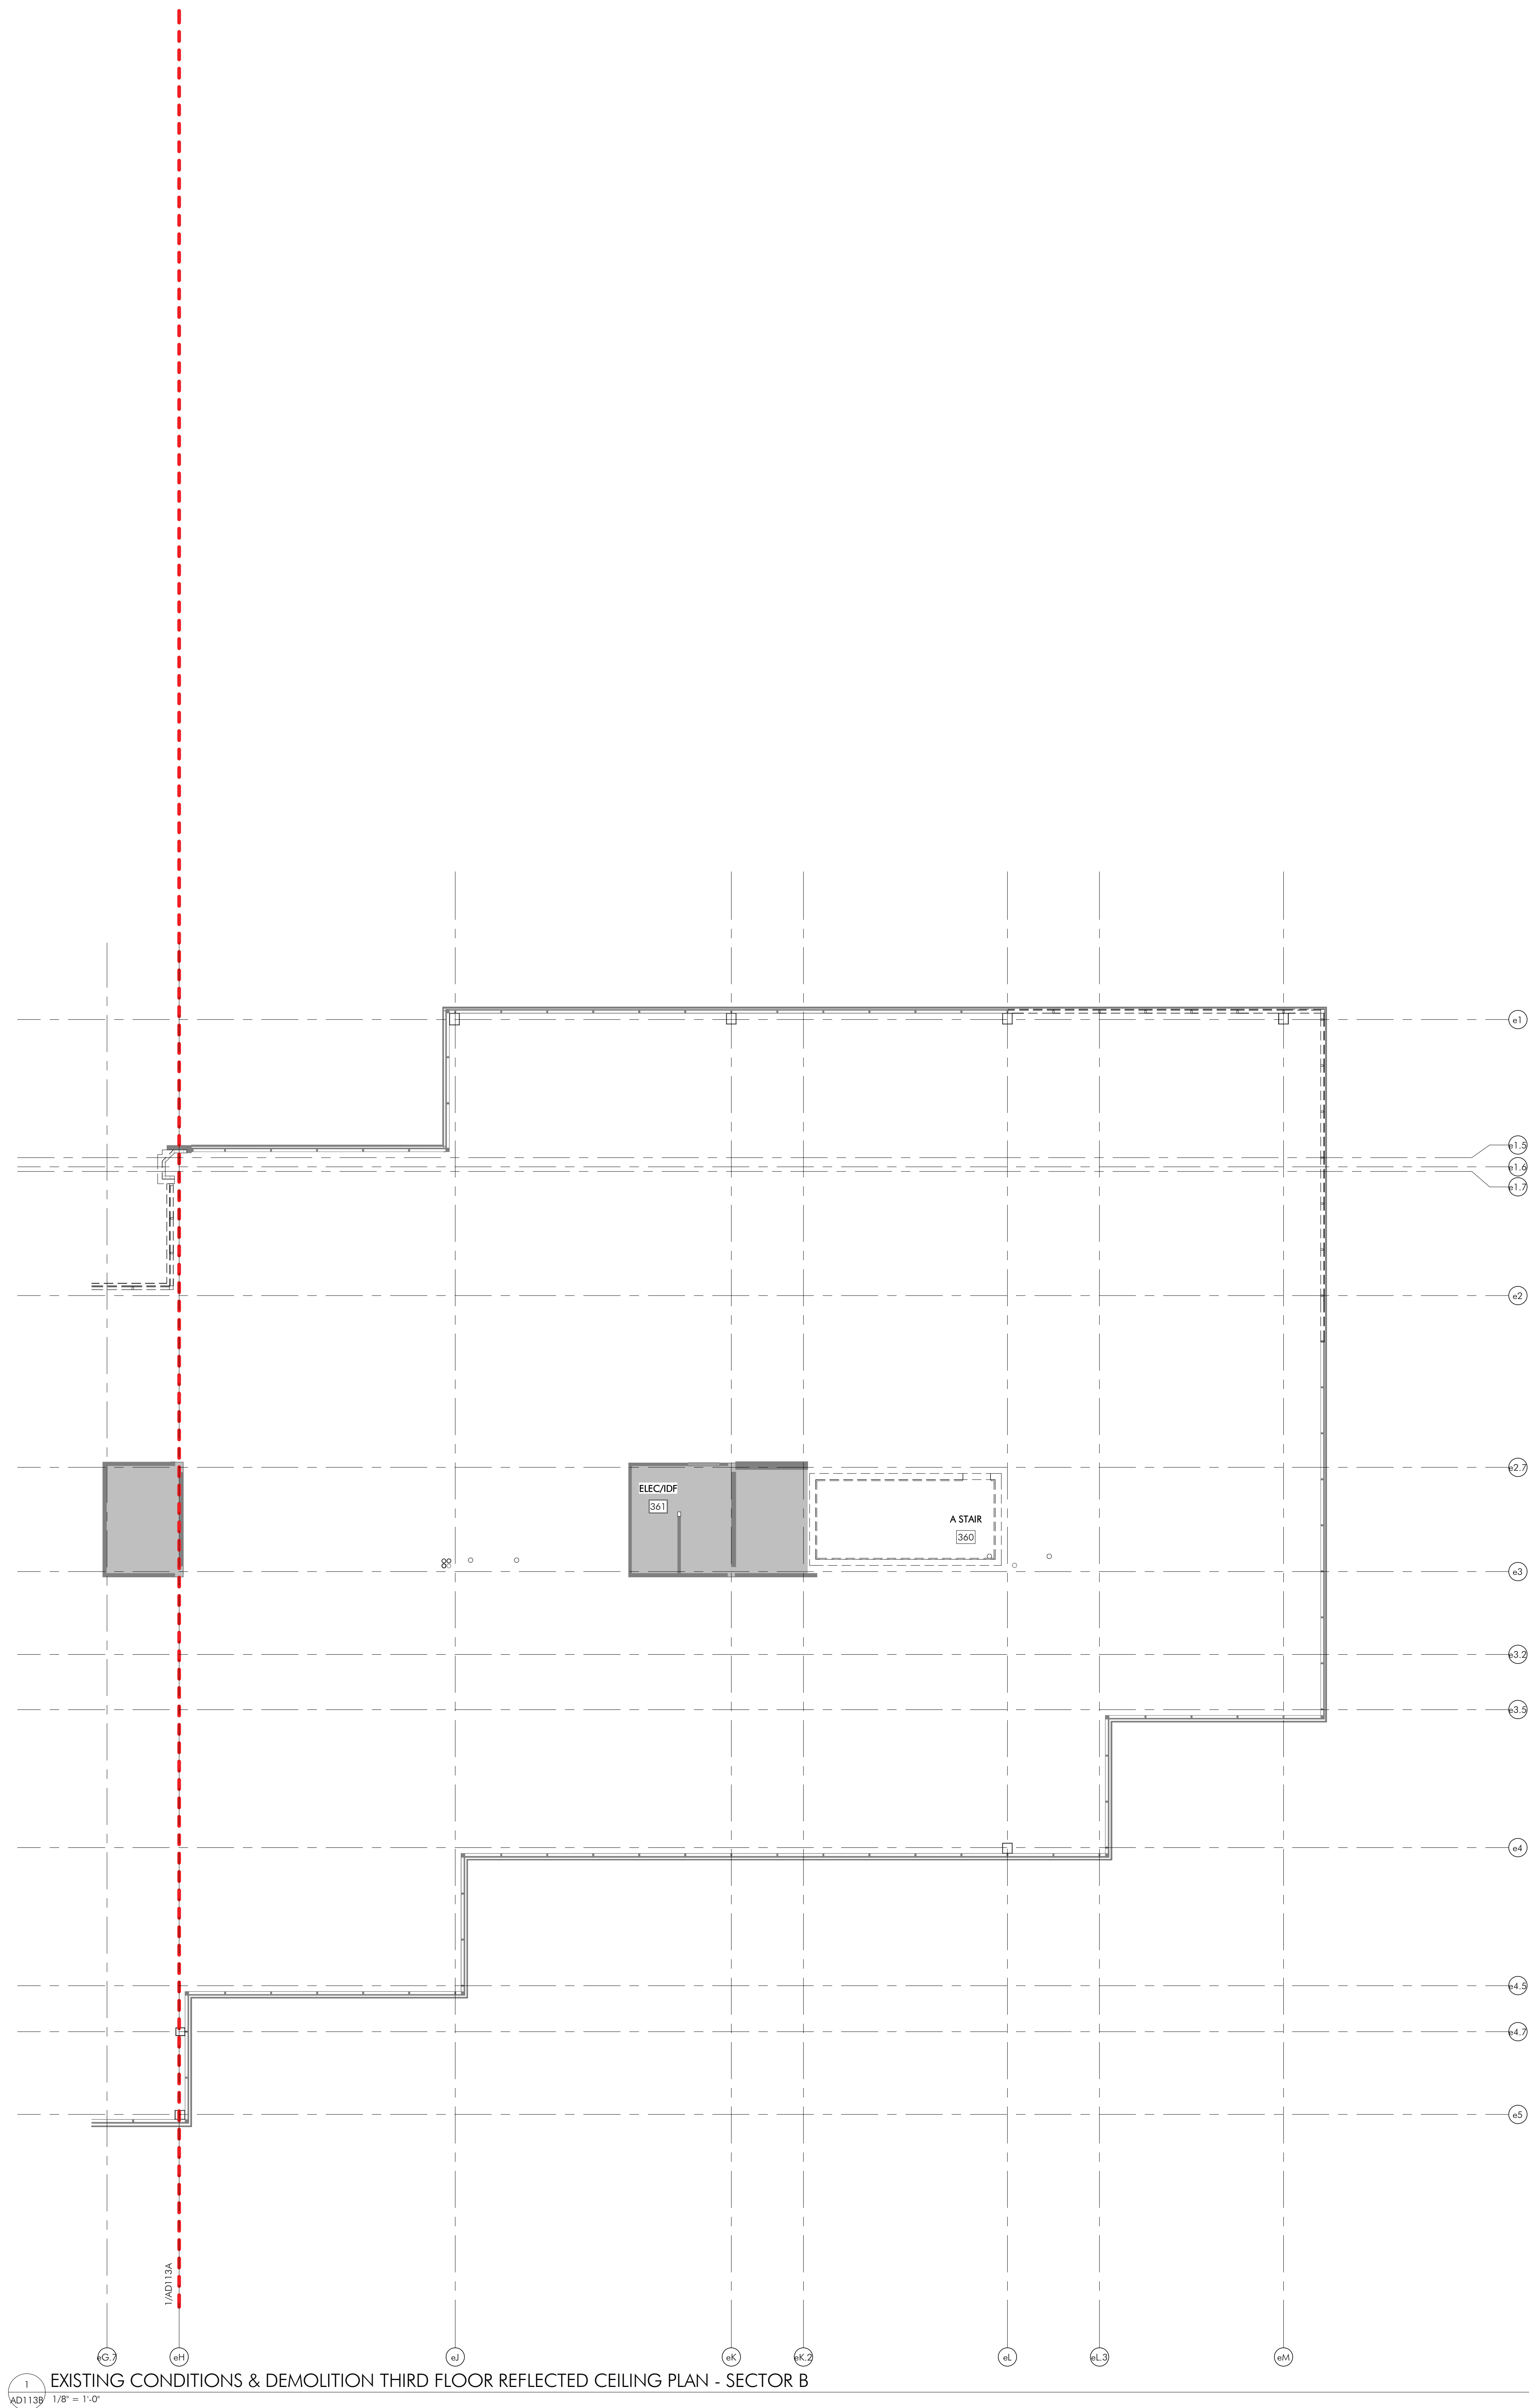 e1
e1.5
e1.6
e1.7
e2
e2.7
ELEC/IDF
361
A STAIR
360
e3
e3.2
e3.5
e4
e4.5
e4.7
e5
1/AD113A
eG.7
eH
eJ
eK
eK.2
eL
eL.3
eM
1
EXISTING CONDITIONS & DEMOLITION THIRD FLOOR REFLECTED CEILING PLAN - SECTOR B
AD113B
1/8" = 1'-0"